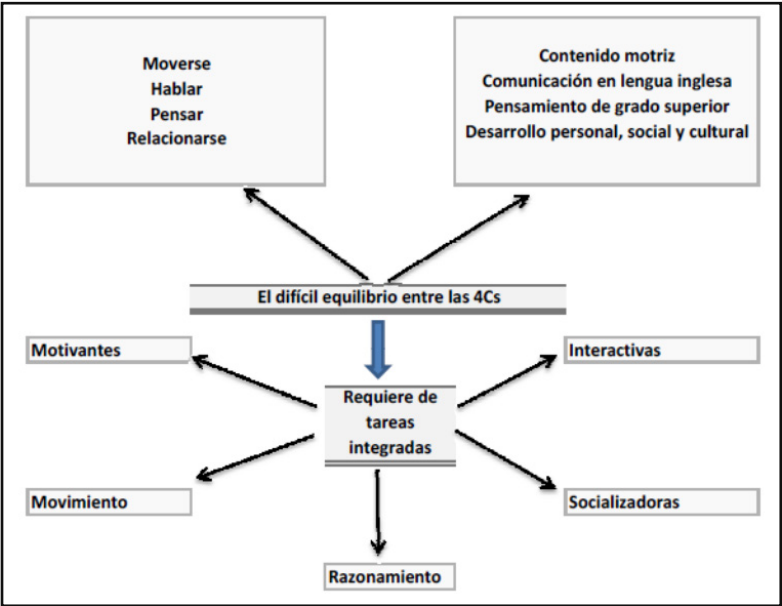 Moverse
Hablar
Pensar
Relacionarse
Contenido motriz
Comunicación en lengua inglesa
Pensamiento de grado superior
Desarrollo personal, social y cultural
El difícil equilibrio entre las 4Cs
Motivantes
Interactivas
Requiere de
tareas
integradas
Movimiento
Socializadoras
Razonamiento